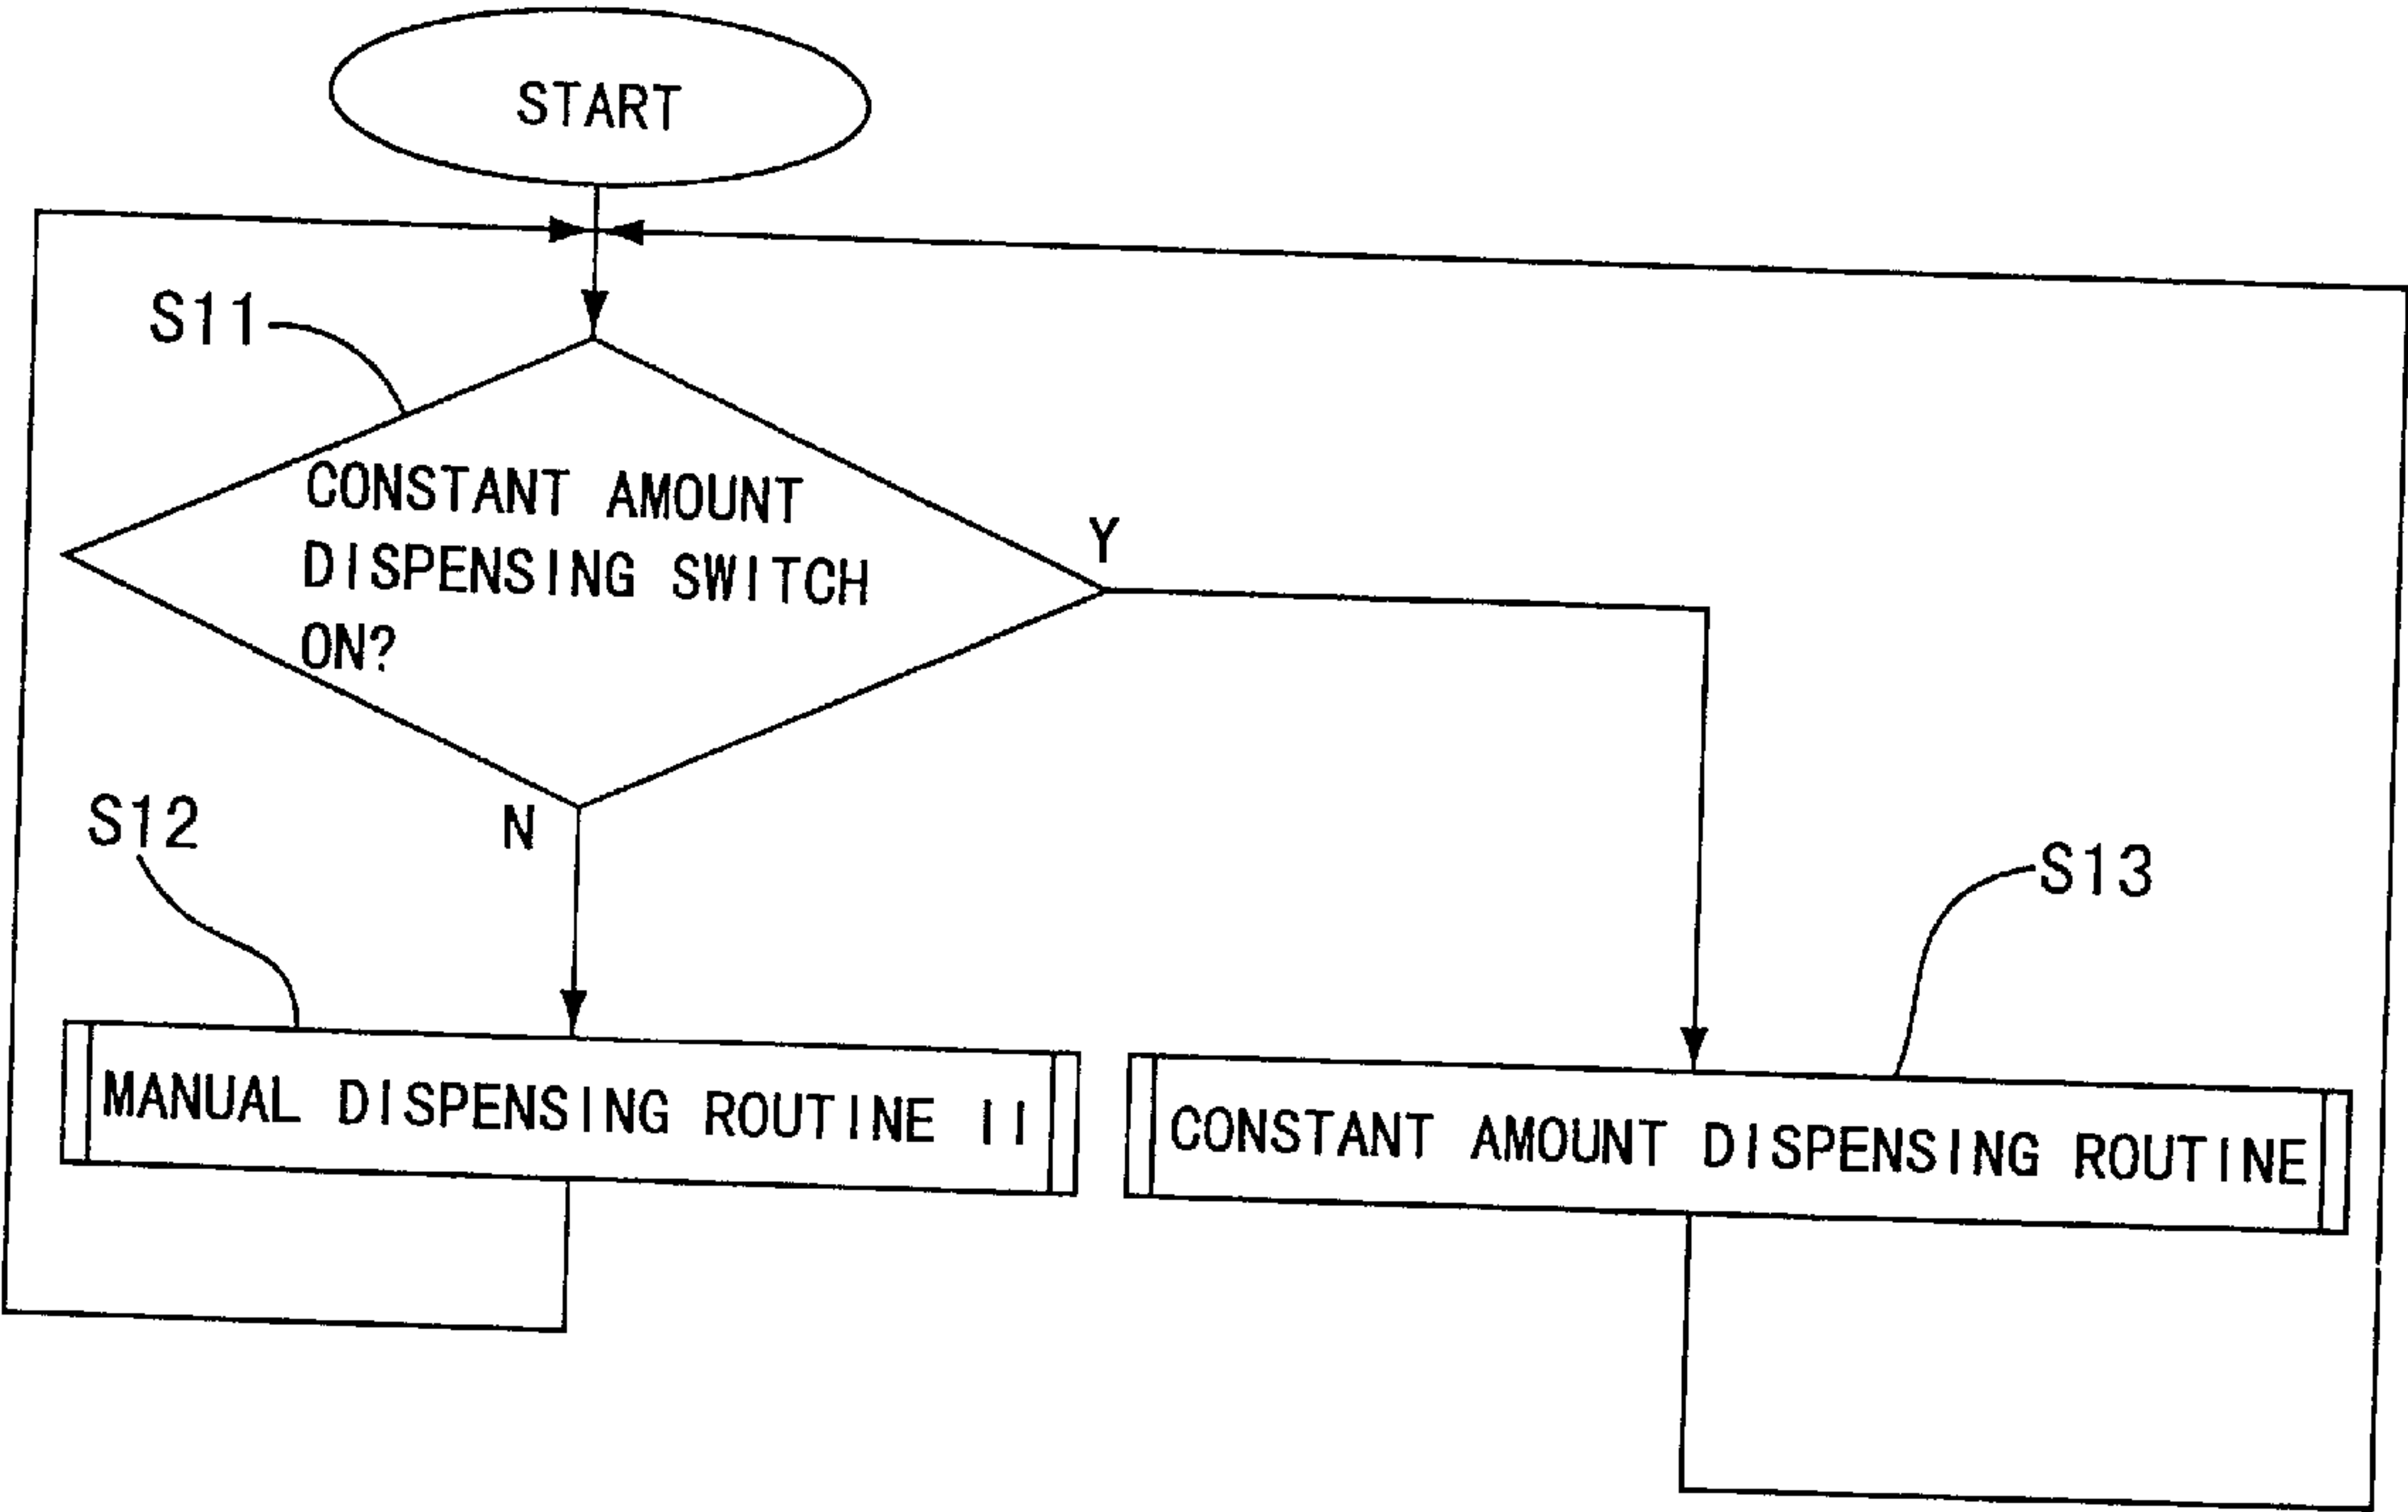 START
S11
CONSTANT AMOUNT
DISPENSING SWITCH
ON?
Y
N
S12
S13
MANUAL DISPENSING ROUTINE II
CONSTANT AMOUNT DISPENSING ROUTINE